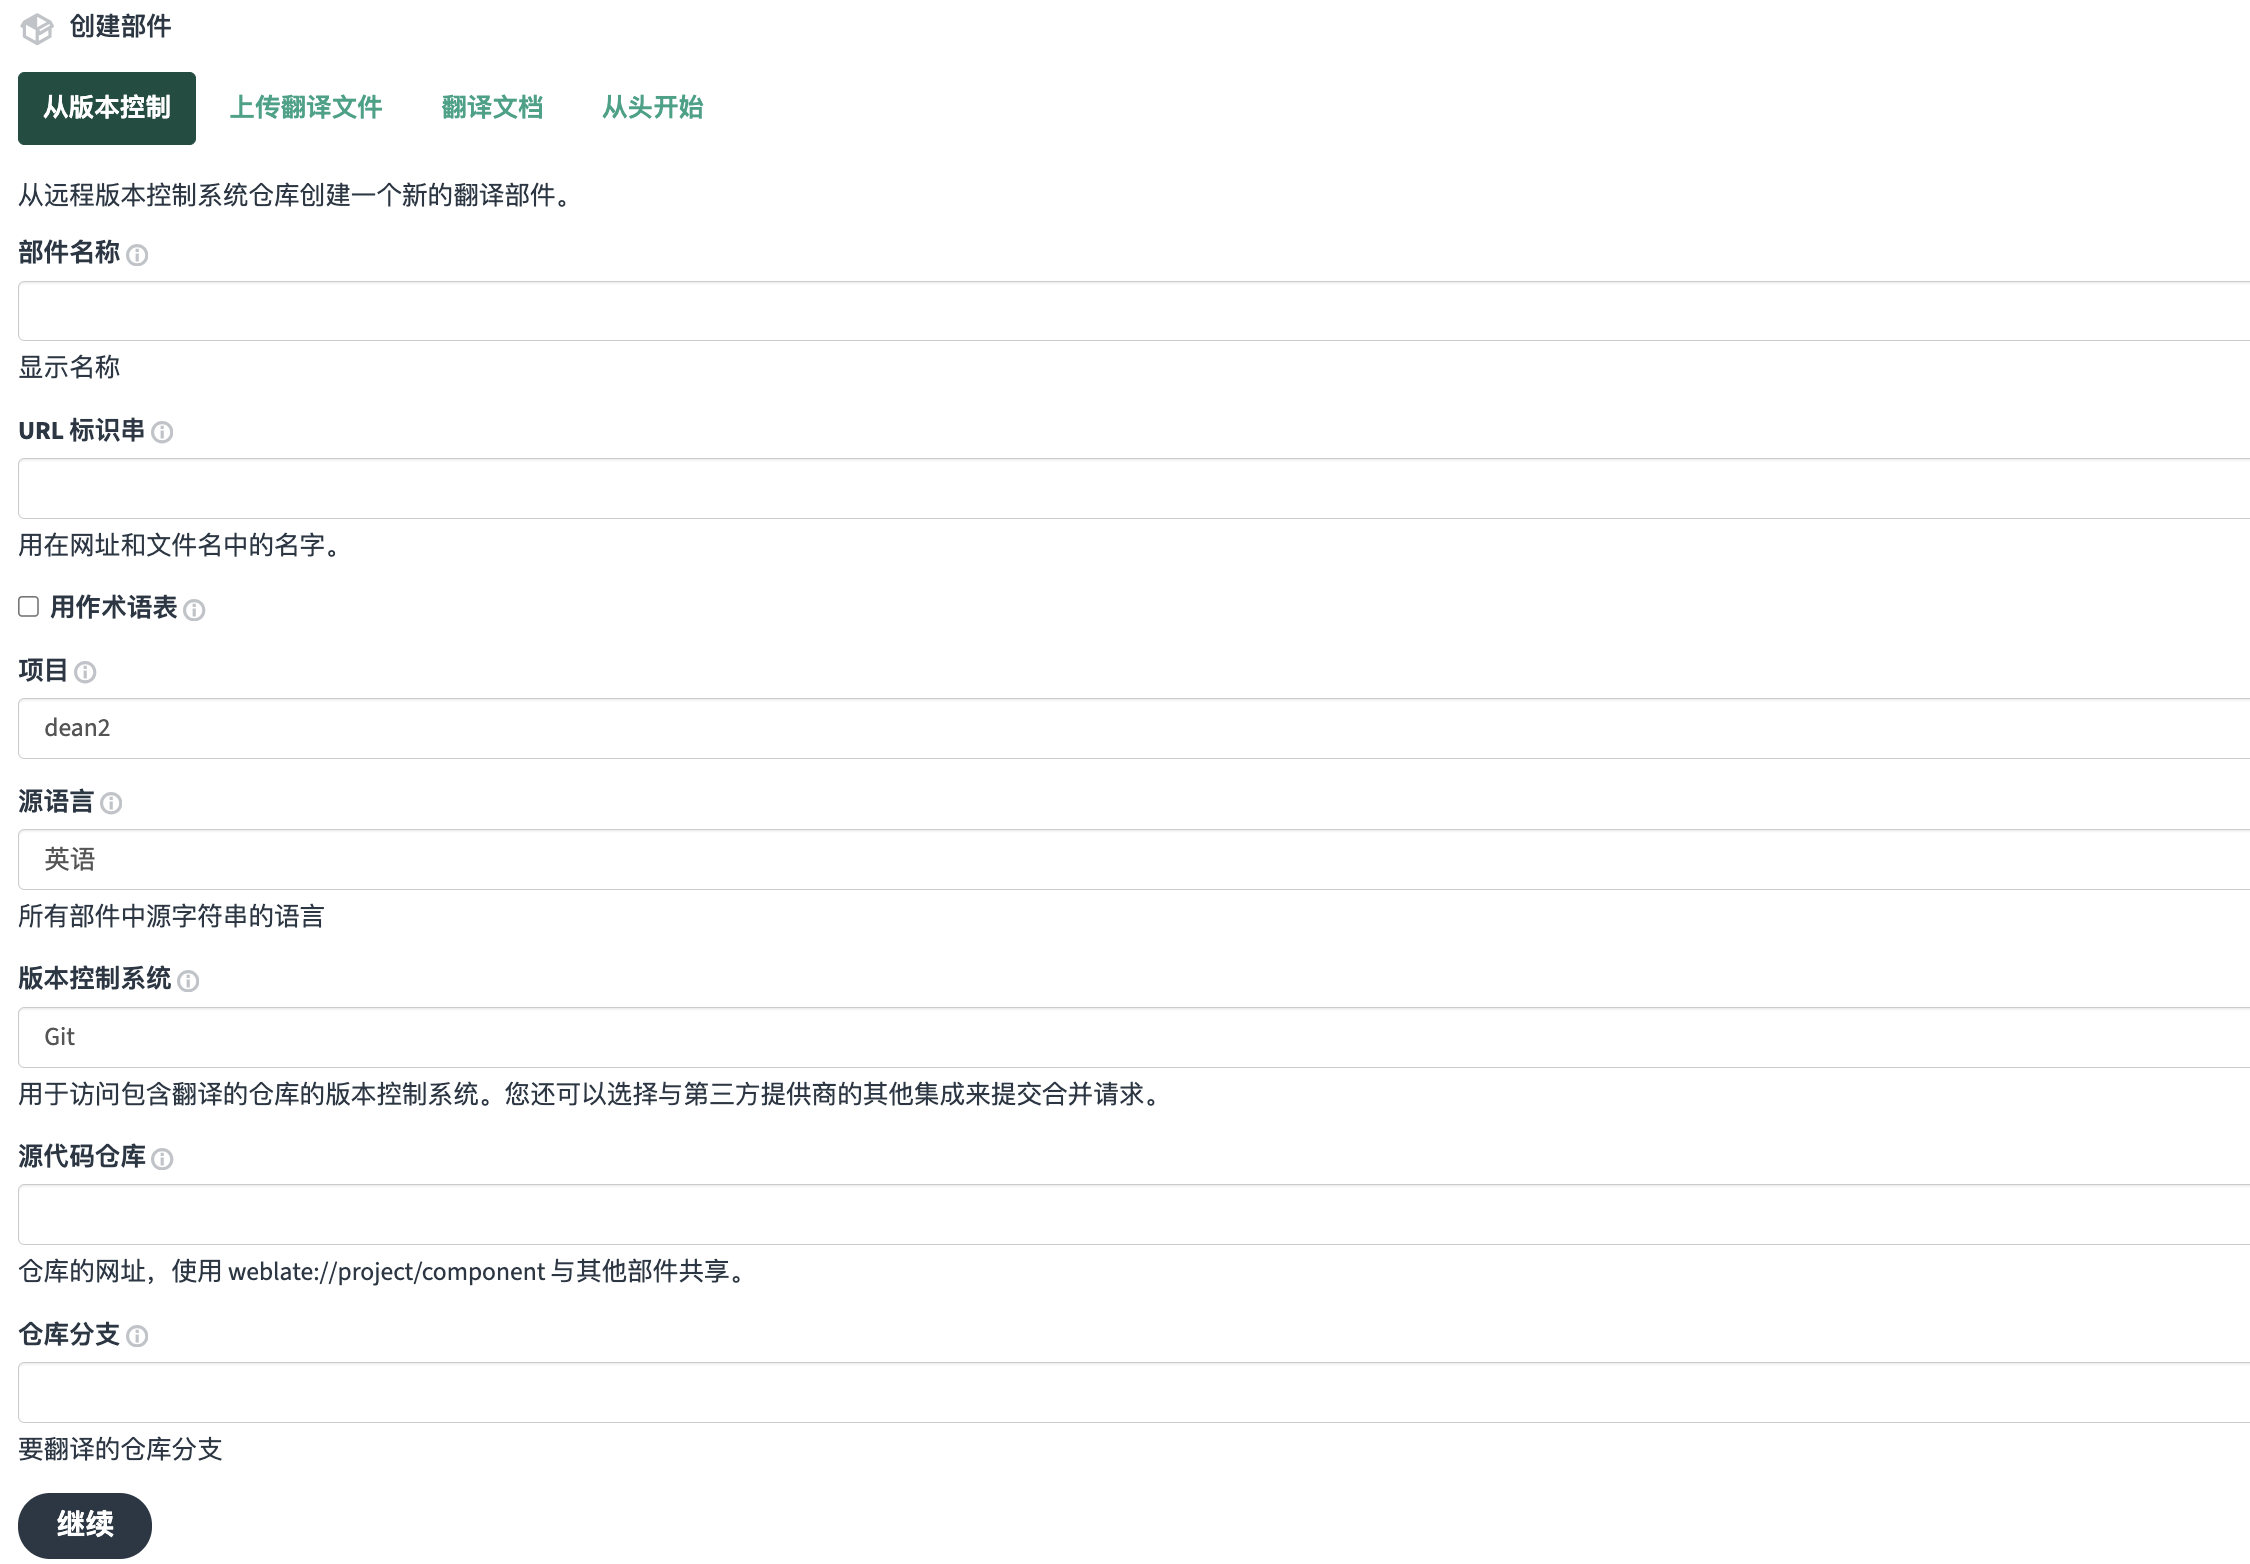 创建部件
从版本控制 上传翻译文件 翻译文档 从头开始
从远程版本控制系统仓库创建一个新的翻译部件。
部件名称
显示名称
URL 标识串
用在网址和文件名中的名字。
用作术语表
项目
dean2
源语言
英语
所有部件中源字符串的语言
版本控制系统
Git
用于访问包含翻译的仓库的版本控制系统。您还可以选择与第三方提供商的其他集成来提交合并请求。
源代码仓库
仓库的网址，使用 weblate://project/component 与其他部件共享。
仓库分支
要翻译的仓库分支
继续